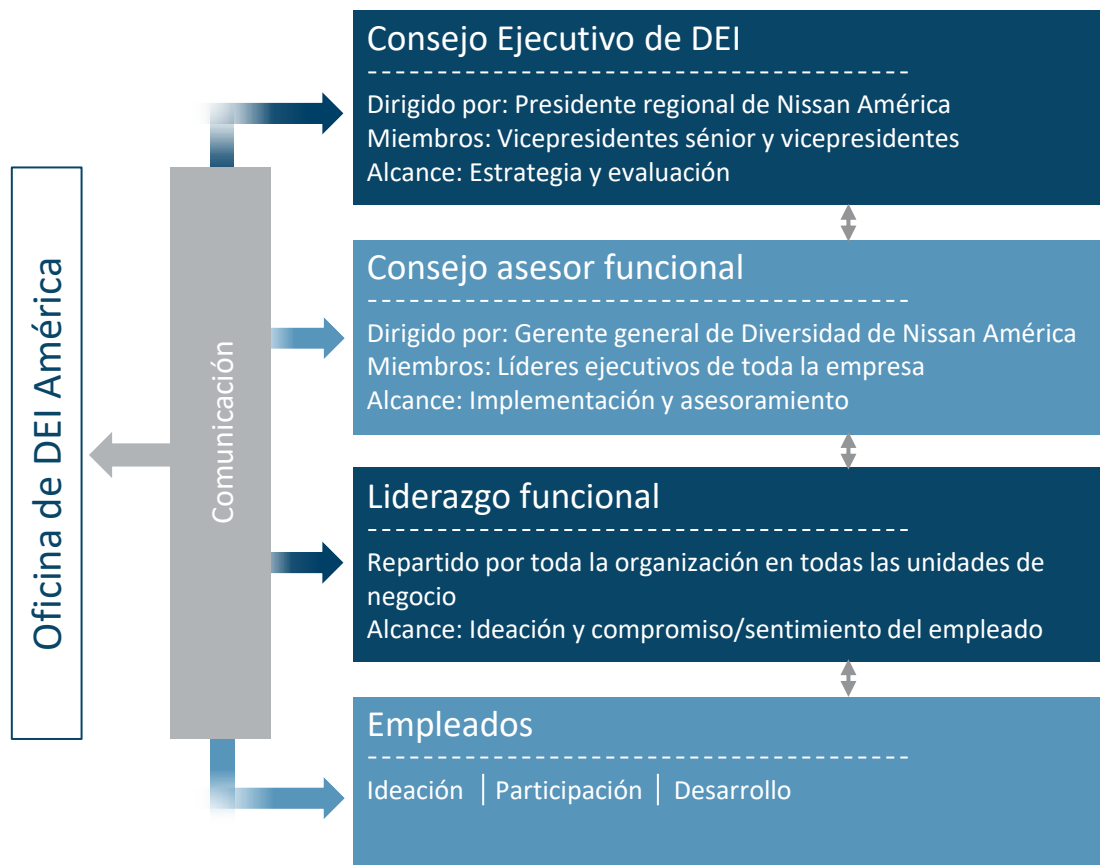 Oficina de DEI América
Comunicación
Consejo Ejecutivo de DEI
Dirigido por: Presidente regional de Nissan América
Miembros: Vicepresidentes sénior y vicepresidentes
Alcance: Estrategia y evaluación
Consejo asesor funcional
Dirigido por: Gerente general de Diversidad de Nissan América
Miembros: Líderes ejecutivos de toda la empresa
Alcance: Implementación y asesoramiento
Liderazgo funcional
Repartido por toda la organización en todas las unidades de
negocio
Alcance: Ideación y compromiso/sentimiento del empleado
Empleados
Ideación | Participación | Desarrollo